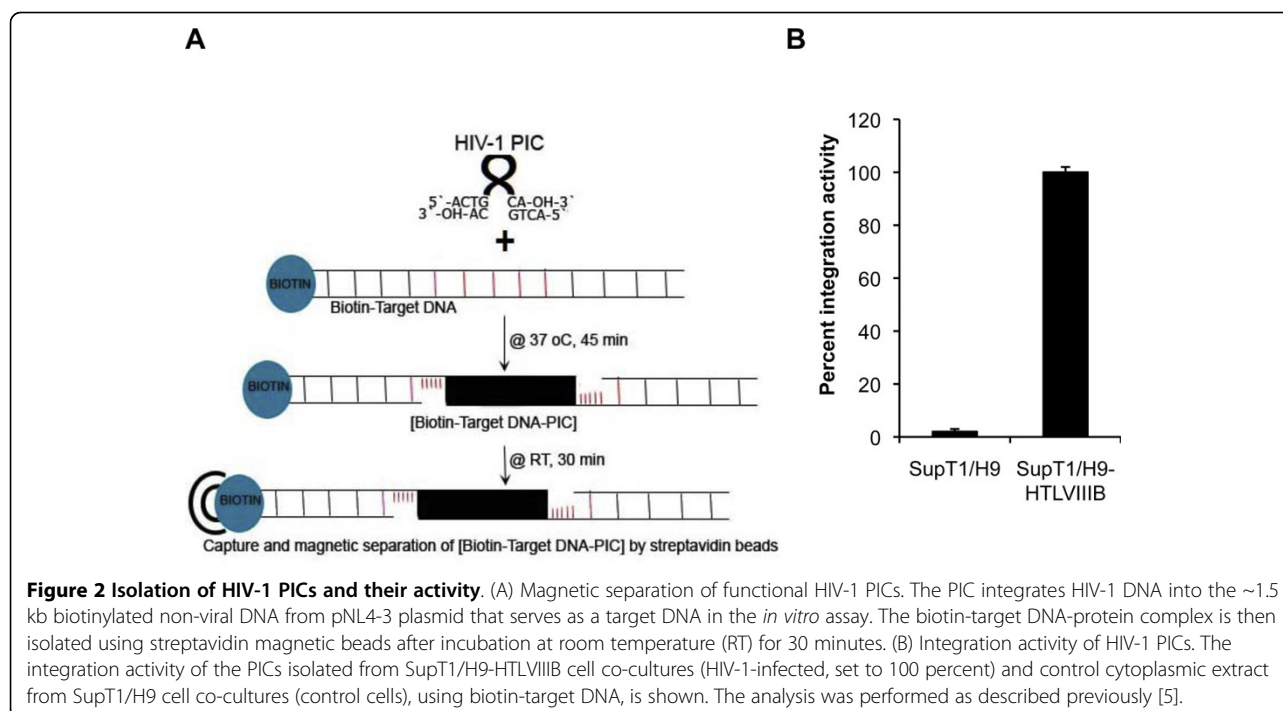 A
HIV-1 PIC
5`-ACTG CA-OH-3`
3`-OH-AC GTCA-5`
+
BIOTIN
Biotin-Target DNA
@ 37 oC, 45 min
BIOTIN
[Biotin-Target DNA-PIC]
@ RT, 30 min
BIOTIN
Capture and magnetic separation of [Biotin-Target DNA-PIC] by streptavidin beads
B
Percent integration activity
120
100
80
60
40
20
0
SupT1/H9
SupT1/H9-
HTLVIIIB
Figure 2 Isolation of HIV-1 PICs and their activity. (A) Magnetic separation of functional HIV-1 PICs. The PIC integrates HIV-1 DNA into the ~1.5
kb biotinylated non-viral DNA from pNL4-3 plasmid that serves as a target DNA in the in vitro assay. The biotin-target DNA-protein complex is then
isolated using streptavidin magnetic beads after incubation at room temperature (RT) for 30 minutes. (B) Integration activity of HIV-1 PICs. The
integration activity of the PICs isolated from SupT1/H9-HTLVIIIB cell co-cultures (HIV-1-infected, set to 100 percent) and control cytoplasmic extract
from SupT1/H9 cell co-cultures (control cells), using biotin-target DNA, is shown. The analysis was performed as described previously [5].